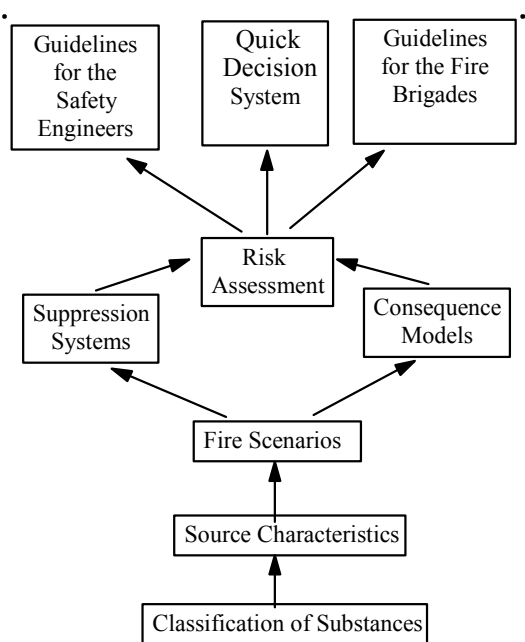 Guidelines
for the
Safety
Engineers
Quick
Decision
System
Guidelines
for the Fire
Brigades
Risk
Assessment
Suppression
Systems
Consequence
Models
Fire Scenarios
Source Characteristics
Classification of Substances